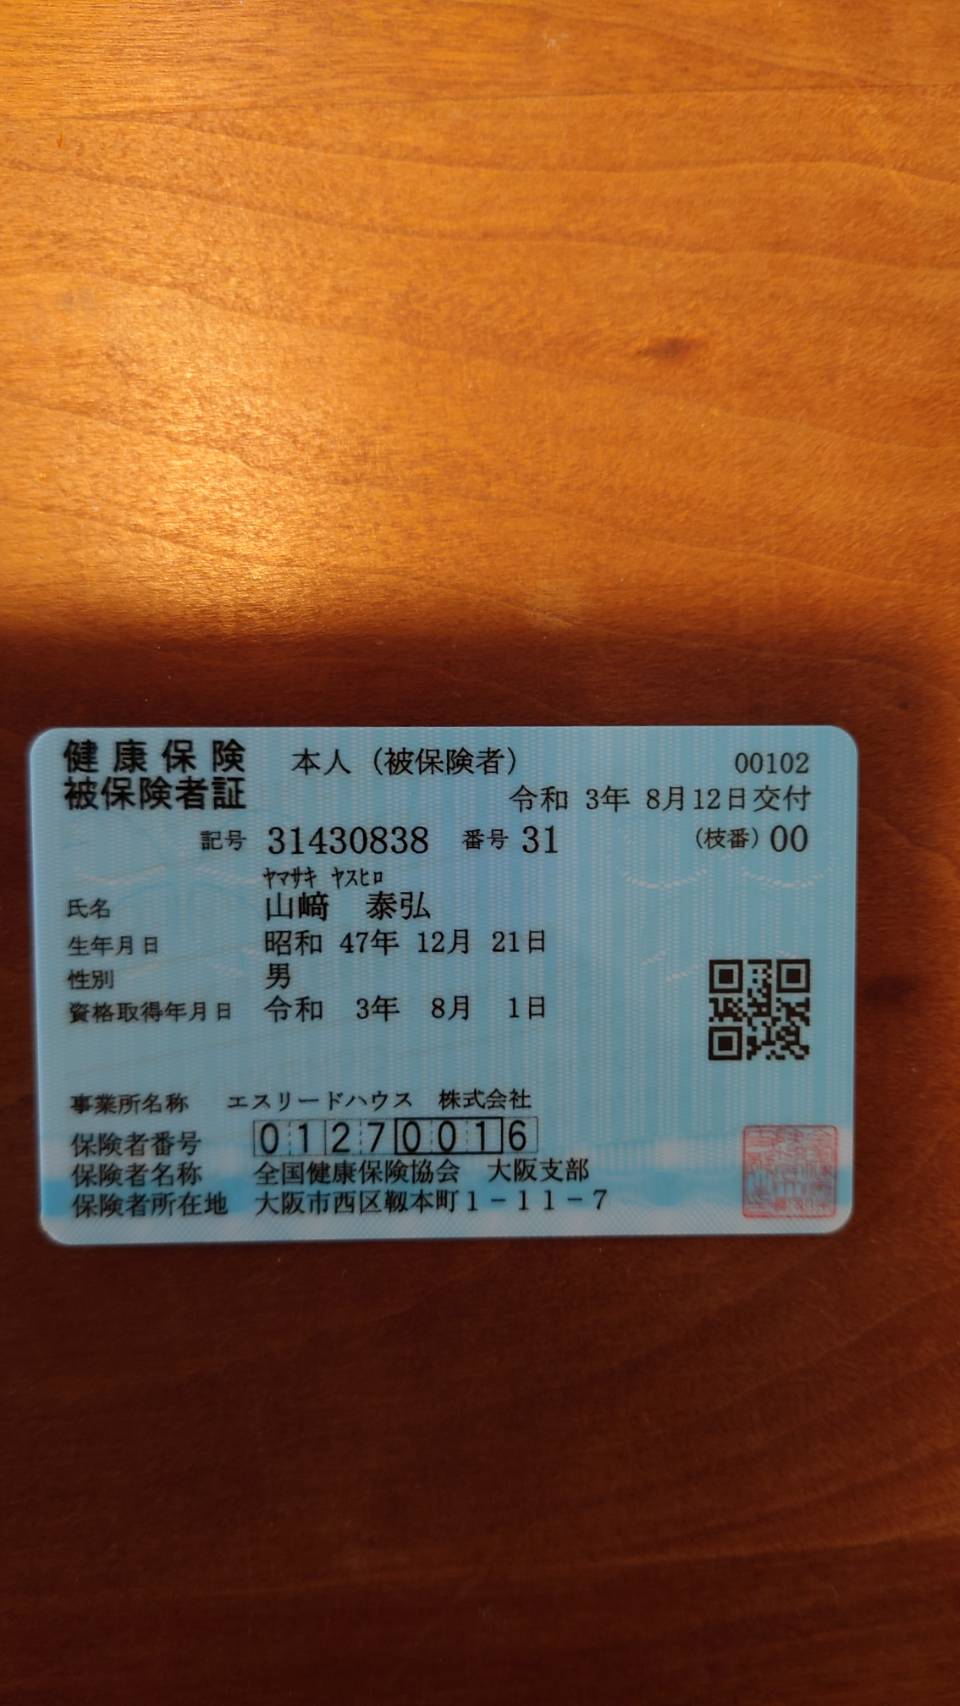 健康保険 本人（被保険者） 00102
被保険者証 令和 3年 8月12日交付
記号 31430838 番号 31 （枝番）00
ﾔﾏｻｷ ﾔｽﾋﾛ
氏名 山﨑 泰弘
生年月日 昭和 47年 12月 21日
性別 男
資格取得年月日 令和 3年 8月 1日
事業所名称 エスリードハウス 株式会社
保険者番号 01270016
保険者名称 全国健康保険協会 大阪支部
保険者所在地 大阪市西区靱本町1－11－7